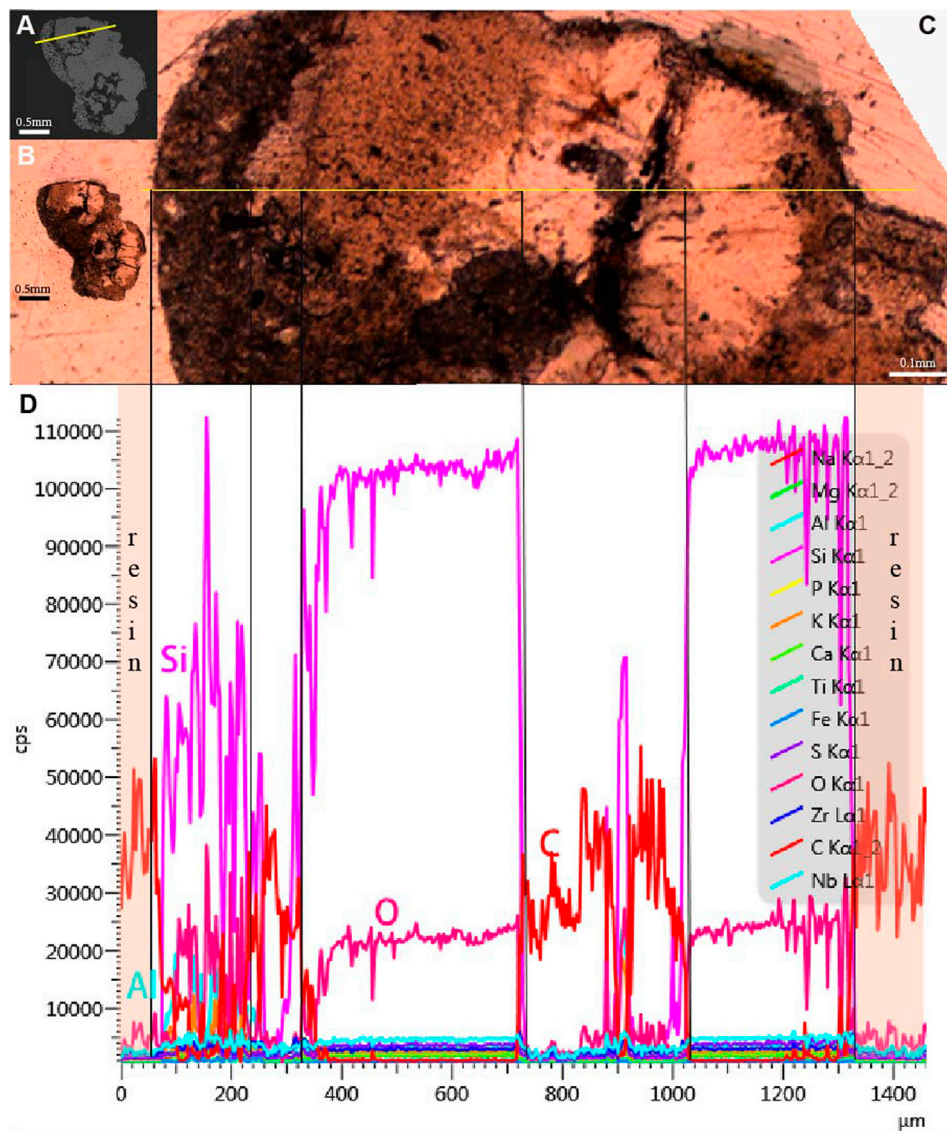 A
C
0.5mm
B
0.5mm
0.1mm
D
110000
100000
90000
80000
70000
60000
50000
40000
30000
20000
10000
cps
resin
Si
Al
O
C
Na Kα1_2
Mg Kα1_2
Al Kα1
Si Kα1
P Kα1
K Kα1
Ca Kα1
Ti Kα1
Fe Kα1
S Kα1
O Kα1
Zr Lα1
C Kα1_2
Nb Lα1
resin
0 200 400 600 800 1000 1200 1400
μm